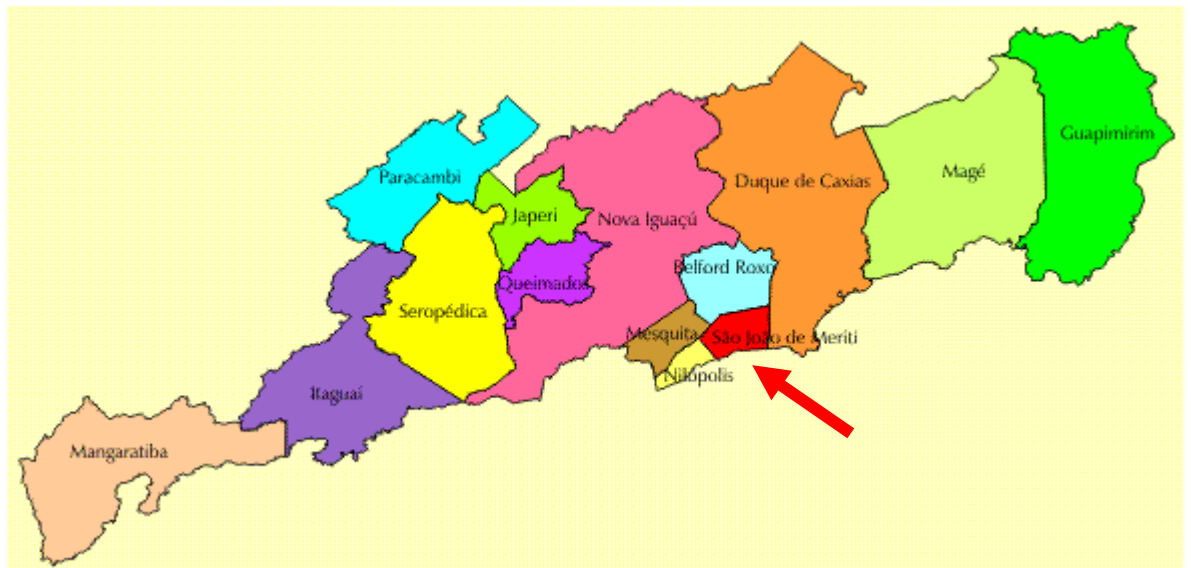 Guapimirim
Magé
Paracambi
Duque de Caxias
Japeri
Nova Iguaçú
Belford Roxo
Queimados
Seropédica
Mesquita
São João de Meriti
Nilópolis
Itaguaí
Mangaratiba